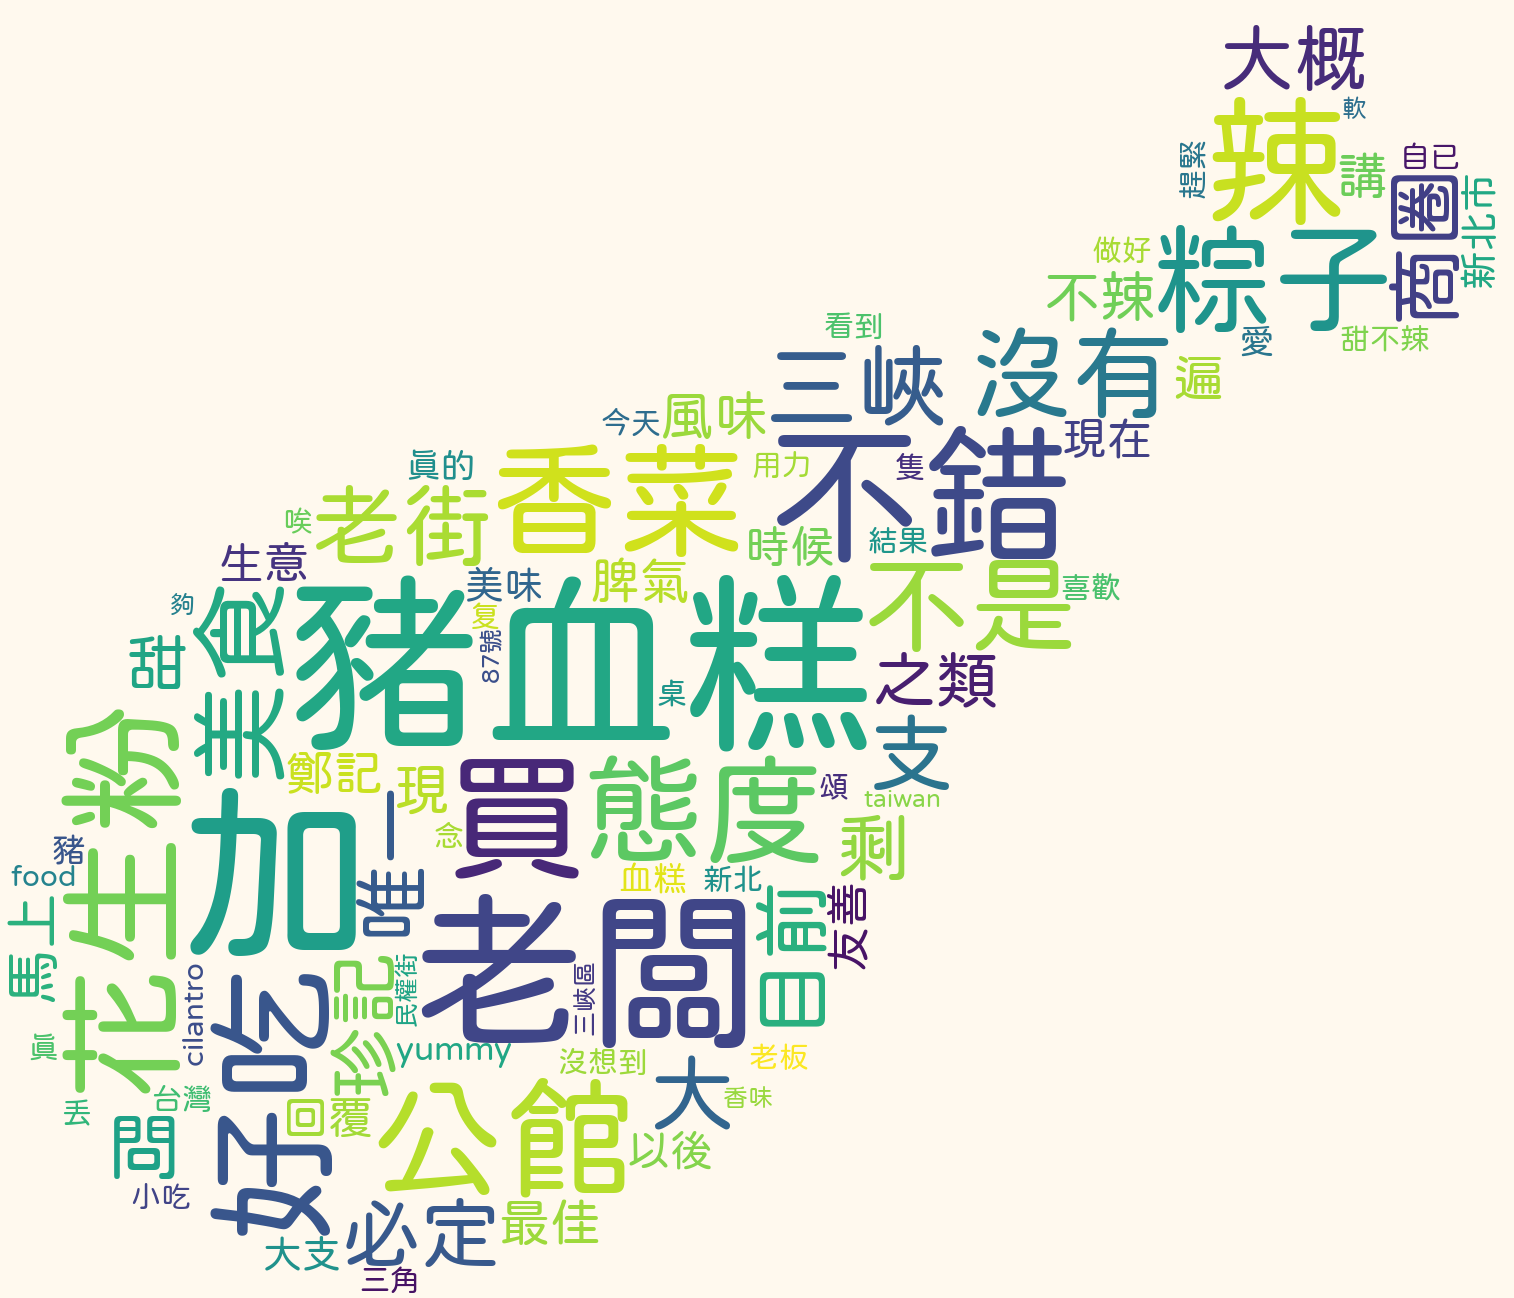 大概
軟
辣
自已
趕緊
講
商圈
新北市
做好
粽子
不辣
愛
甜不辣
看到
三峽
沒有
遍
今天
風味
現在
香菜
不錯
用力
隻
真的
老街
唉
時候
結果
生意
美味
脾氣
不是
喜歡
夠
美食
豬血糕
复
87號
甜
桌
之類
花生粉
鄭記
現
買
態度
支
頌
taiwan
念
剩
豬
food
加
唯一
血糕
新北
目前
友善
馬上
老闆
三峽區
民權街
珍記
cilantro
好吃
真
yummy
沒想到
老板
大
香味
台灣
丟
回覆
公館
以後
問
小吃
必定
最佳
大支
三角